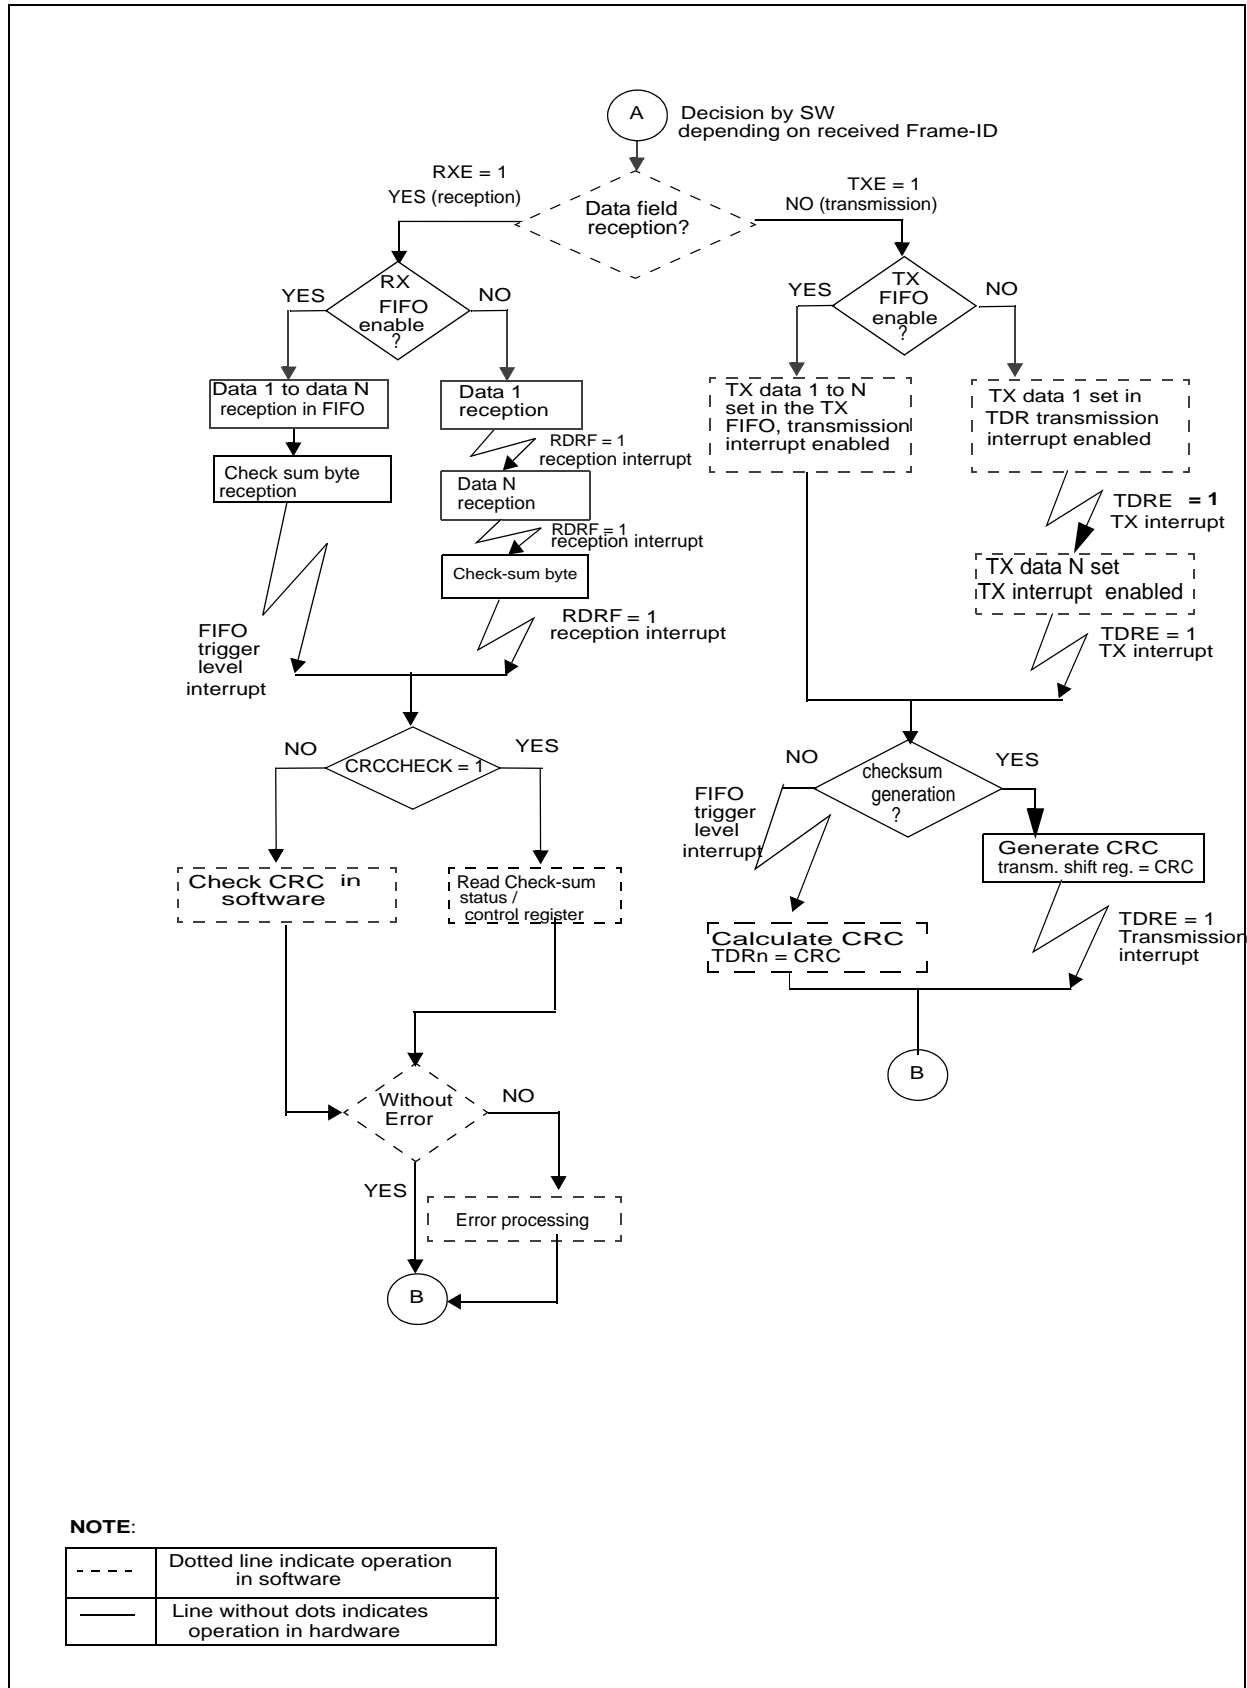 A
Decision by SW
depending on received Frame-ID
RXE = 1
YES (reception)
TXE = 1
NO (transmission)
Data field
reception?
RX
FIFO
enable
?
YES
NO
TX
FIFO
enable
?
YES
NO
Data 1 to data N
reception in FIFO
Data 1
reception
TX data 1 to N
set in the TX
FIFO, transmission
interrupt enabled
TX data 1 set in
TDR transmission
interrupt enabled
RDRF = 1
reception interrupt
Check sum byte
reception
Data N
reception
TDRE = 1
TX interrupt
RDRF = 1
reception interrupt
Check-sum byte
TX data N set
TX interrupt enabled
RDRF = 1
reception interrupt
FIFO
trigger
level
interrupt
TDRE = 1
TX interrupt
NO
CRCCHECK = 1
YES
NO
checksum
generation
?
YES
FIFO
trigger
level
interrupt
Generate CRC
transm. shift reg. = CRC
Check CRC in
software
Read Check-sum
status /
control register
Calculate CRC
TDRn = CRC
TDRE = 1
Transmission
interrupt
B
Without
Error
NO
YES
Error processing
B
NOTE:
Dotted line indicate operation
in software
Line without dots indicates
operation in hardware